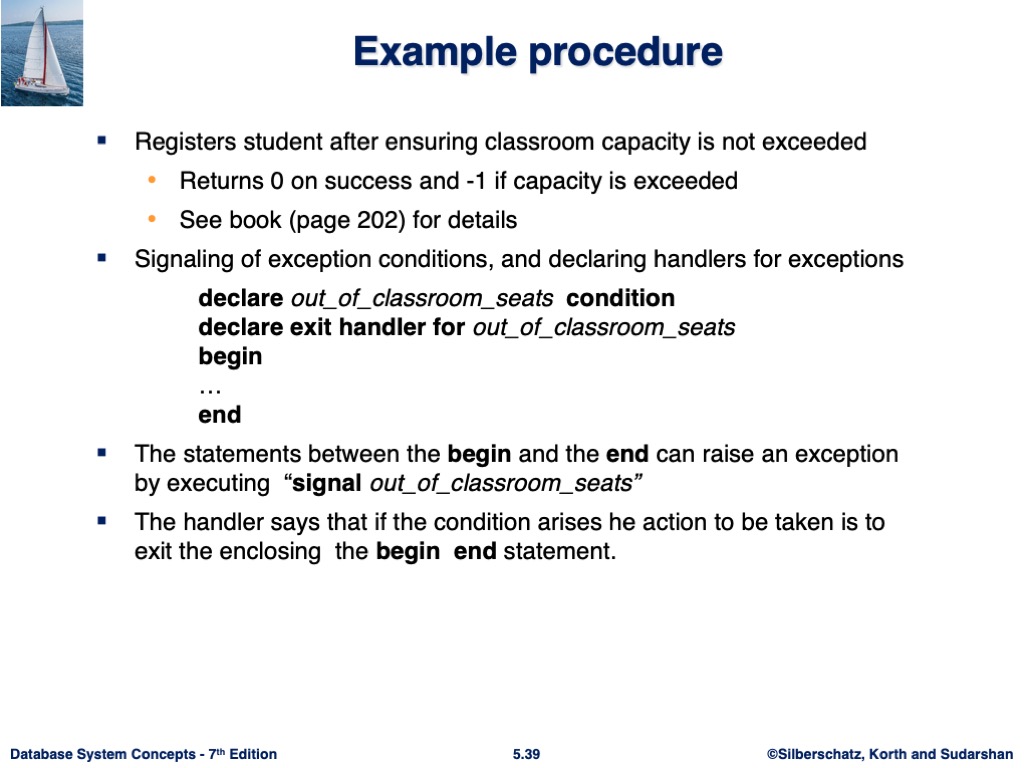 Example procedure
▪ Registers student after ensuring classroom capacity is not exceeded
• Returns 0 on success and -1 if capacity is exceeded
• See book (page 202) for details
▪ Signaling of exception conditions, and declaring handlers for exceptions
declare out_of_classroom_seats condition
declare exit handler for out_of_classroom_seats
begin
…
end
▪ The statements between the begin and the end can raise an exception
by executing “signal out_of_classroom_seats”
▪ The handler says that if the condition arises he action to be taken is to
exit the enclosing the begin end statement.
Database System Concepts - 7th Edition
5.39
©Silberschatz, Korth and Sudarshan